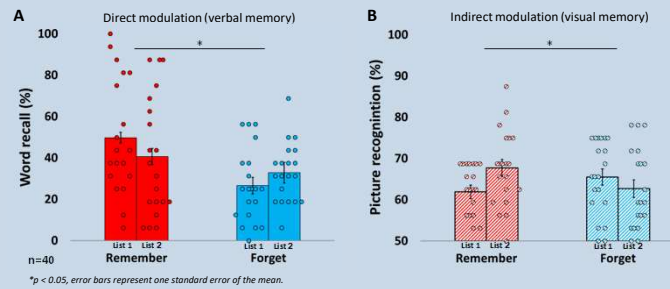 A
Direct modulation (verbal memory)
*
Word recall (%)
100
80
60
40
20
0
List 1 List 2 List 1 List 2
Remember Forget
n=40
B
Indirect modulation (visual memory)
*
Picture recognintion (%)
100
90
80
70
60
50
List 1 List 2 List 1 List 2
Remember Forget
*p < 0.05, error bars represent one standard error of the mean.